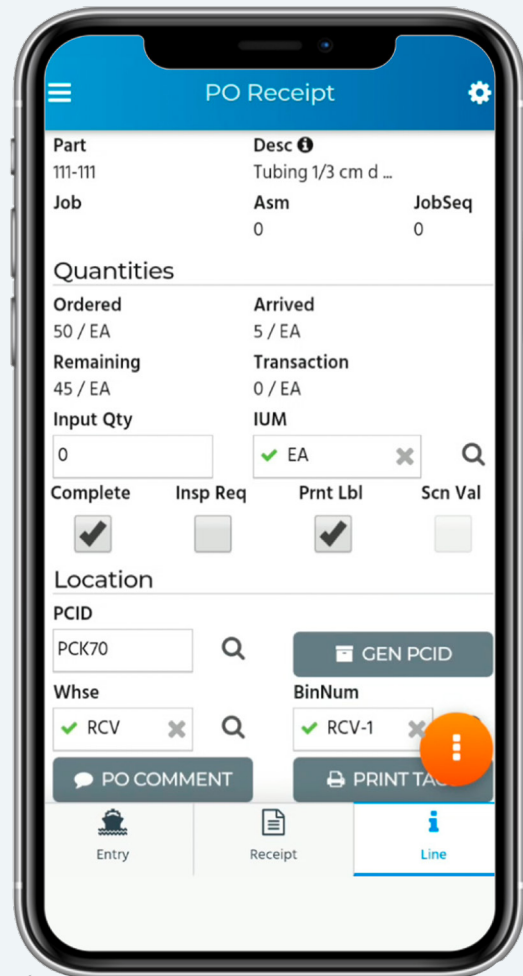 PO Receipt
Part Desc
111-111 Tubing 1/3 cm d ...
Job Asm JobSeq
0 0
Quantities
Ordered Arrived
50 / EA 5 / EA
Remaining Transaction
45 / EA 0 / EA
Input Qty IUM
0 EA
Complete Insp Req Prnt Lbl Scn Val
Location
PCID
PCK70 GEN PCID
Whse BinNum
RCV RCV-1
PO COMMENT PRINT
Entry Receipt Line